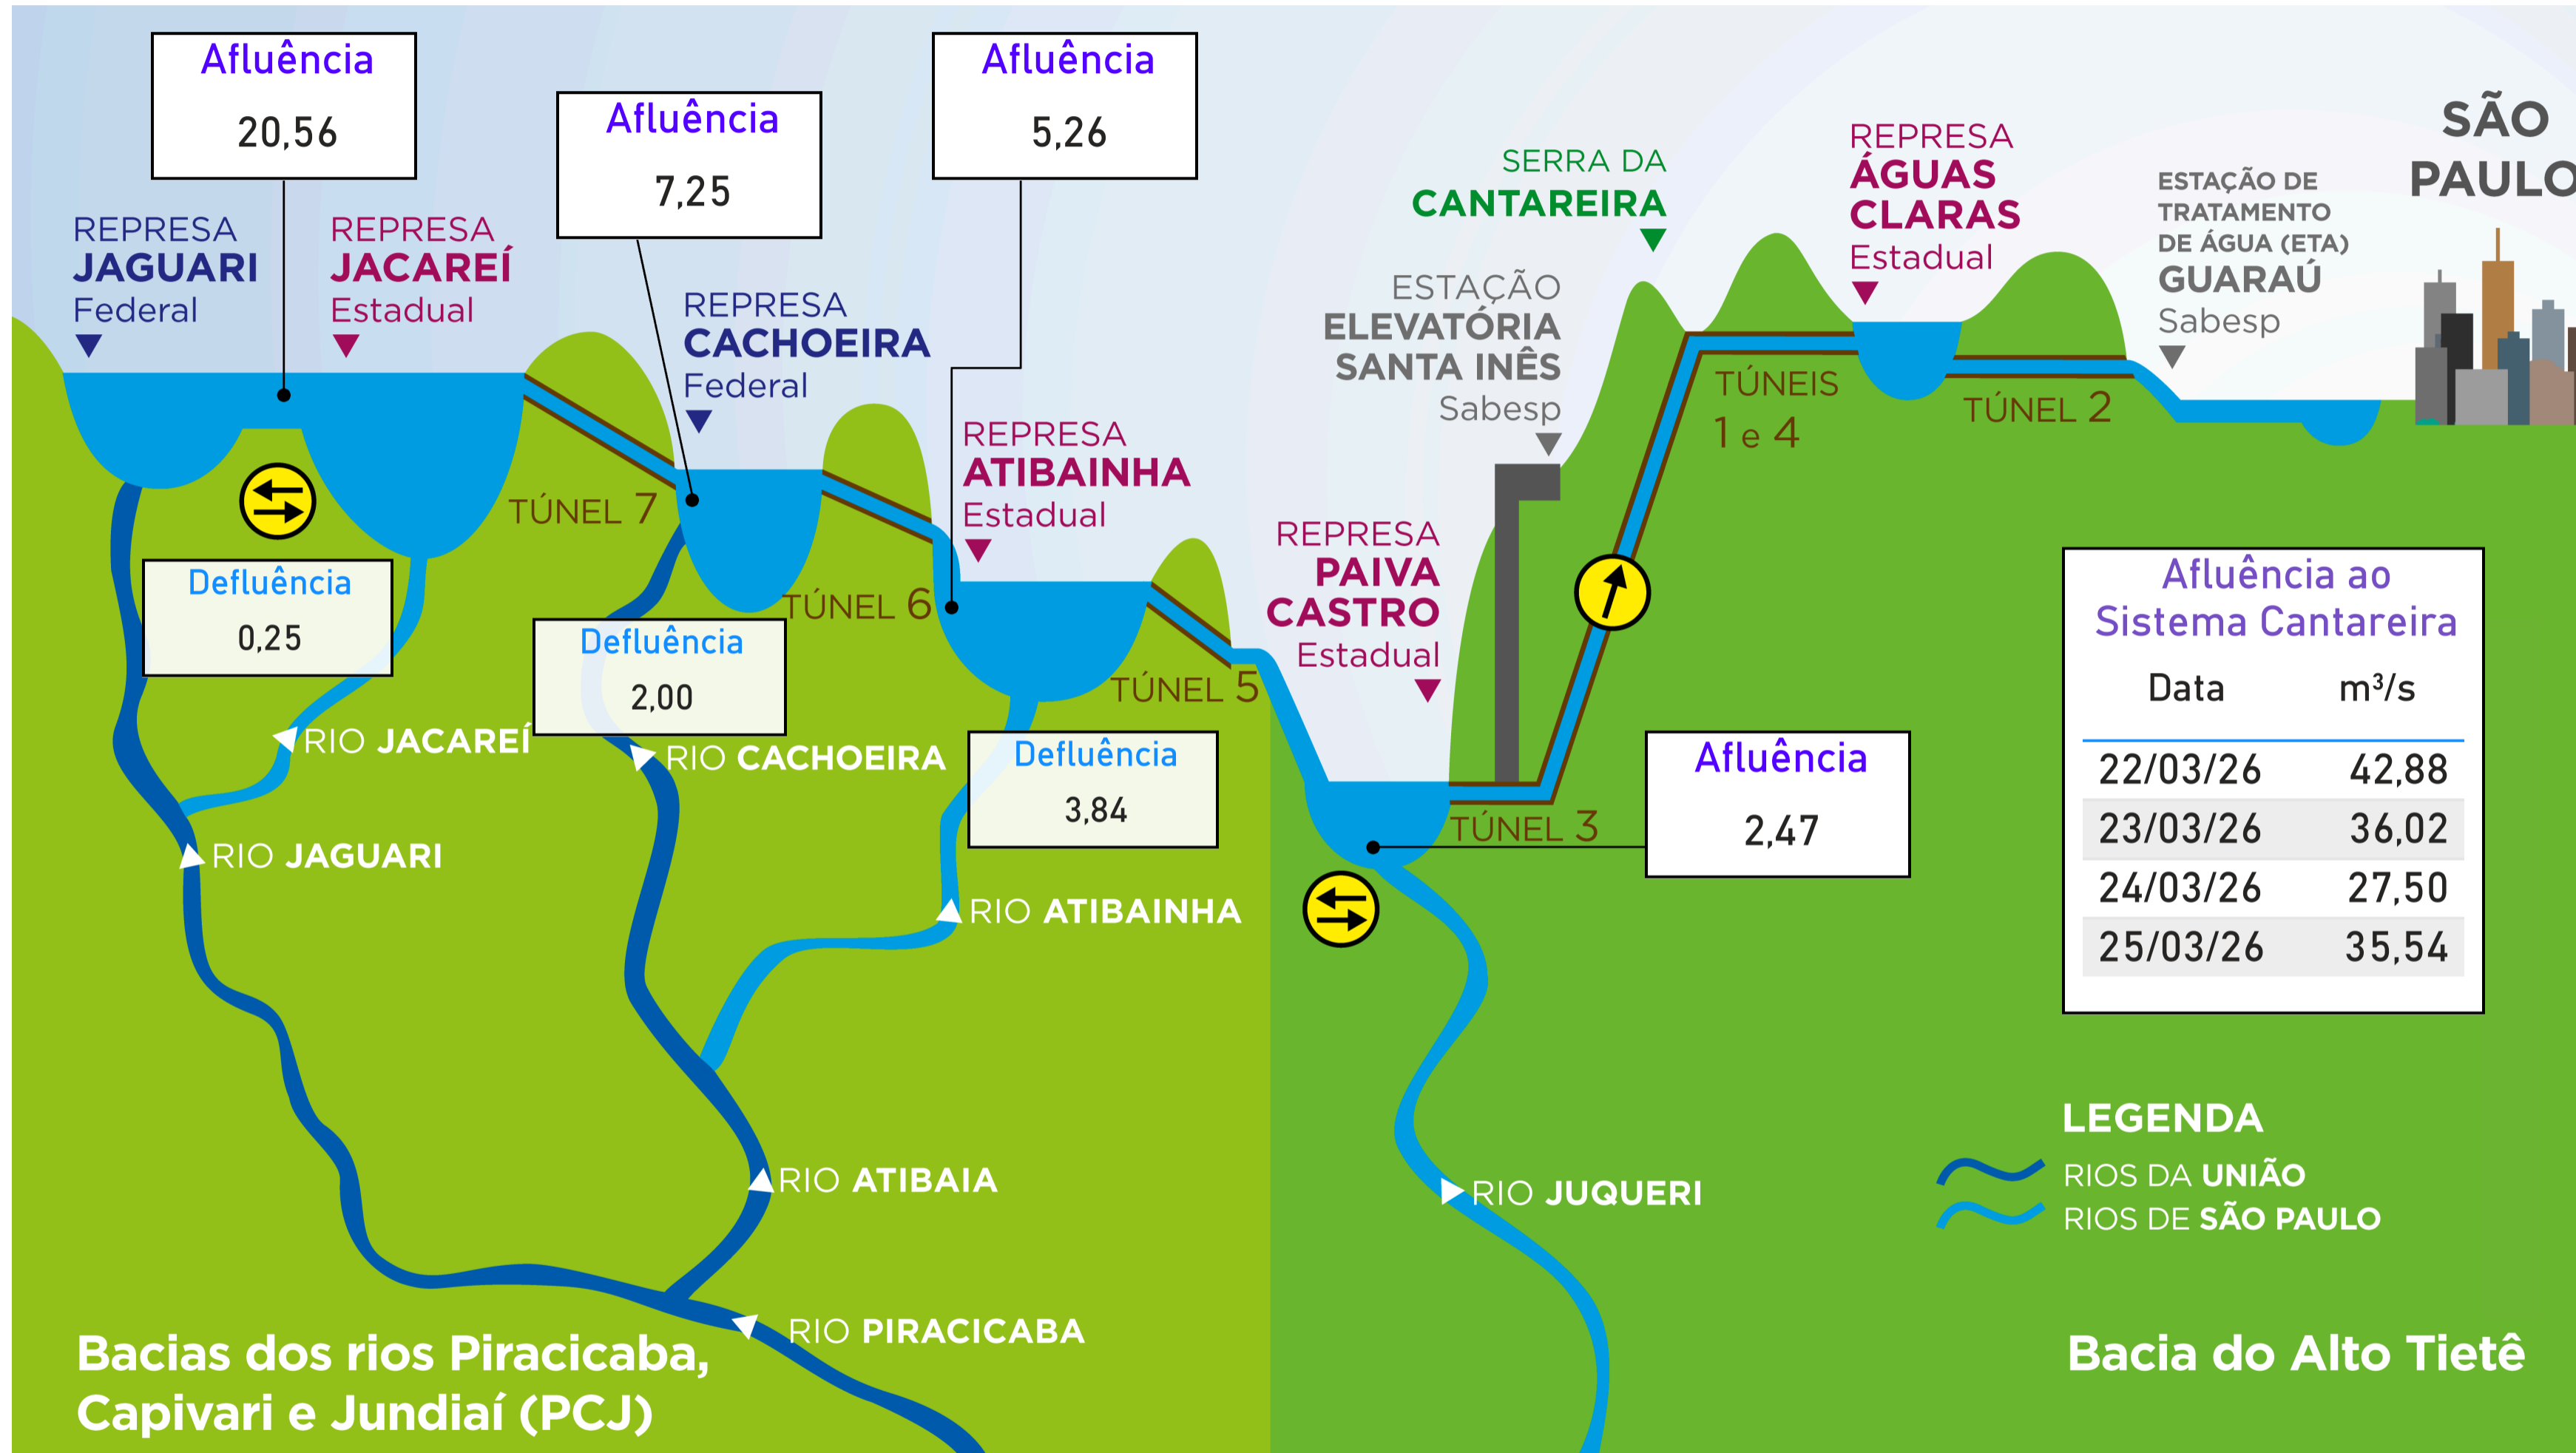 Afluência
20,56
Afluência
7,25
Afluência
5,26
REPRESA
JAGUARI
Federal
REPRESA
JACAREÍ
Estadual
REPRESA
CACHOEIRA
Federal
REPRESA
ATIBAINHA
Estadual
SERRA DA
CANTAREIRA
ESTAÇÃO
ELEVATÓRIA
SANTA INÊS
Sabesp
REPRESA
ÁGUAS
CLARAS
Estadual
ESTAÇÃO DE
TRATAMENTO
DE ÁGUA (ETA)
GUARAÚ
Sabesp
SÃO
PAULO
TÚNEL 7
TÚNEL 6
TÚNEL 5
REPRESA
PAIVA
CASTRO
Estadual
TÚNEIS
1 e 4
TÚNEL 2
TÚNEL 3
Defluência
0,25
Defluência
2,00
Defluência
3,84
Afluência
2,47
Afluência ao
Sistema Cantareira
Data m³/s
22/03/26 42,88
23/03/26 36,02
24/03/26 27,50
25/03/26 35,54
RIO JACAREÍ
RIO CACHOEIRA
RIO JAGUARI
RIO ATIBAINHA
RIO ATIBAIA
RIO JUQUERI
RIO PIRACICABA
LEGENDA
RIOS DA UNIÃO
RIOS DE SÃO PAULO
Bacias dos rios Piracicaba,
Capivari e Jundiaí (PCJ)
Bacia do Alto Tietê